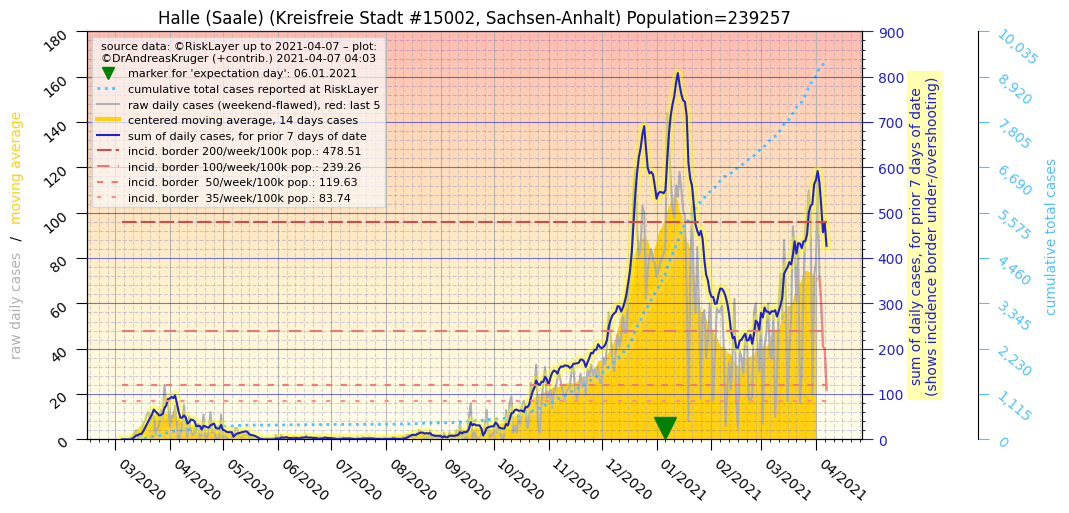 Halle (Saale) (Kreisfreie Stadt #15002, Sachsen-Anhalt) Population=239257
source data: ©RiskLayer up to 2021-04-07 – plot:
©DrAndreasKruger (+contrib.) 2021-04-07 04:03
marker for 'expectation day': 06.01.2021
cumulative total cases reported at RiskLayer
raw daily cases (weekend-flawed), red: last 5
centered moving average, 14 days cases
sum of daily cases, for prior 7 days of date
incid. border 200/week/100k pop.: 478.51
incid. border 100/week/100k pop.: 239.26
incid. border  50/week/100k pop.: 119.63
incid. border  35/week/100k pop.: 83.74
raw daily cases / moving average
180
160
140
120
100
80
60
40
20
0
03/2020
04/2020
05/2020
06/2020
07/2020
08/2020
09/2020
10/2020
11/2020
12/2020
01/2021
02/2021
03/2021
04/2021
900
800
700
600
500
400
300
200
100
0
sum of daily cases, for prior 7 days of date
(shows incidence border under-/overshooting)
10,035
8,920
7,805
6,690
5,575
4,460
3,345
2,230
1,115
0
cumulative total cases